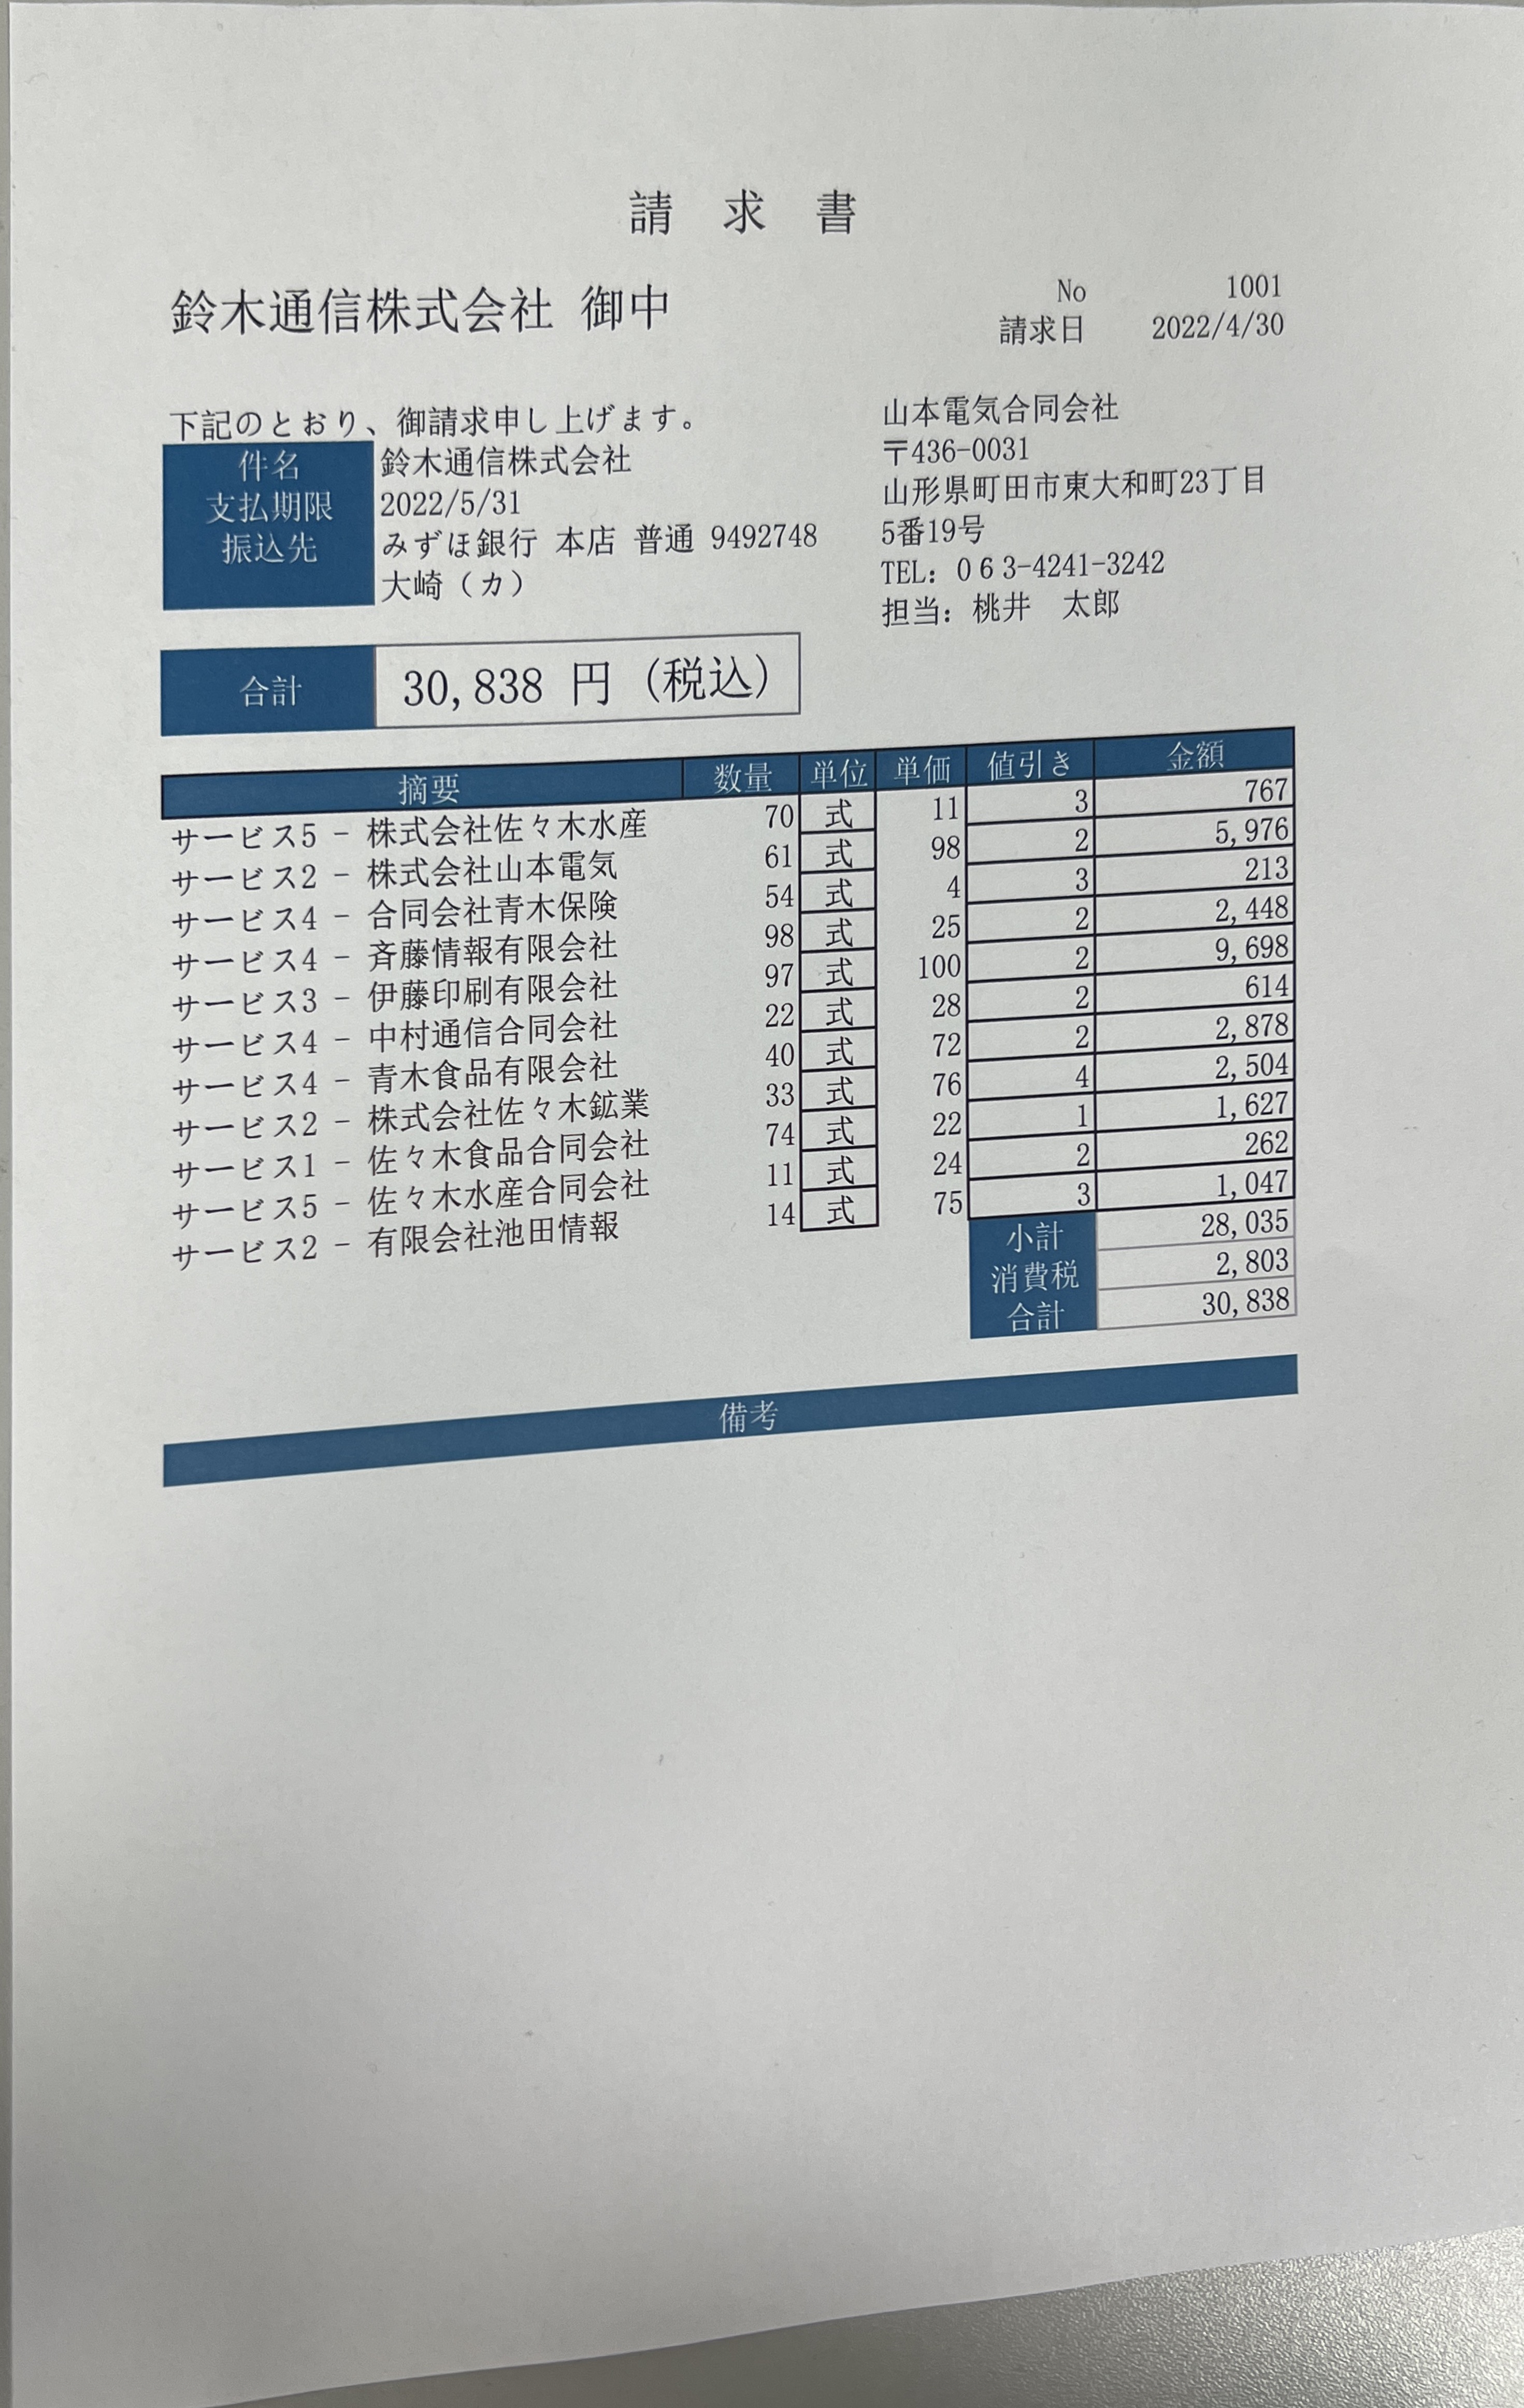 請 求 書
鈴木通信株式会社 御中
No 1001
請求日 2022/4/30
下記のとおり、御請求申し上げます。
件名 鈴木通信株式会社
支払期限 2022/5/31
振込先 みずほ銀行 本店 普通 9492748
大崎（カ）
山本電気合同会社
〒436-0031
山形県町田市東大和町23丁目
5番19号
TEL: 063-4241-3242
担当: 桃井　太郎
合計 30,838 円 (税込)
摘要 数量 単位 単価 値引き 金額
サービス5 - 株式会社佐々木水産 70 式 11 3 767
サービス2 - 株式会社山本電気 61 式 98 2 5,976
サービス4 - 合同会社青木保険 54 式 4 3 213
サービス4 - 斉藤情報有限会社 98 式 25 2 2,448
サービス3 - 伊藤印刷有限会社 97 式 100 2 9,698
サービス4 - 中村通信合同会社 22 式 28 2 614
サービス4 - 青木食品有限会社 40 式 72 2 2,878
サービス2 - 株式会社佐々木鉱業 33 式 76 4 2,504
サービス1 - 佐々木食品合同会社 74 式 22 1 1,627
サービス5 - 佐々木水産合同会社 11 式 24 2 262
サービス2 - 有限会社池田情報 14 式 75 3 1,047
小計 28,035
消費税 2,803
合計 30,838
備考